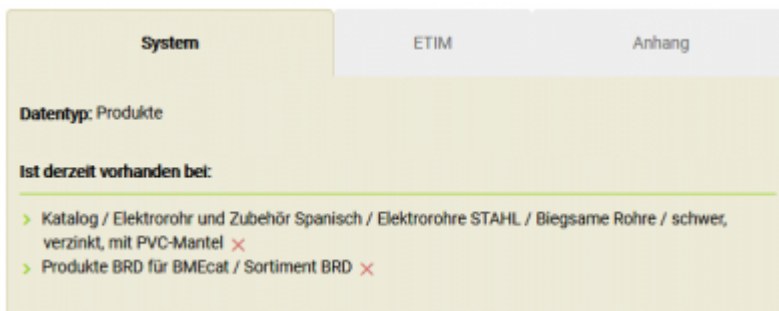 System
ETIM
Anhang
Datentyp: Produkte
Ist derzeit vorhanden bei:
Katalog / Elektrorohr und Zubehör Spanisch / Elektrorohre STAHL / Biegsame Rohre / schwer,
verzinkt, mit PVC-Mantel
Produkte BRD für BMEcat / Sortiment BRD